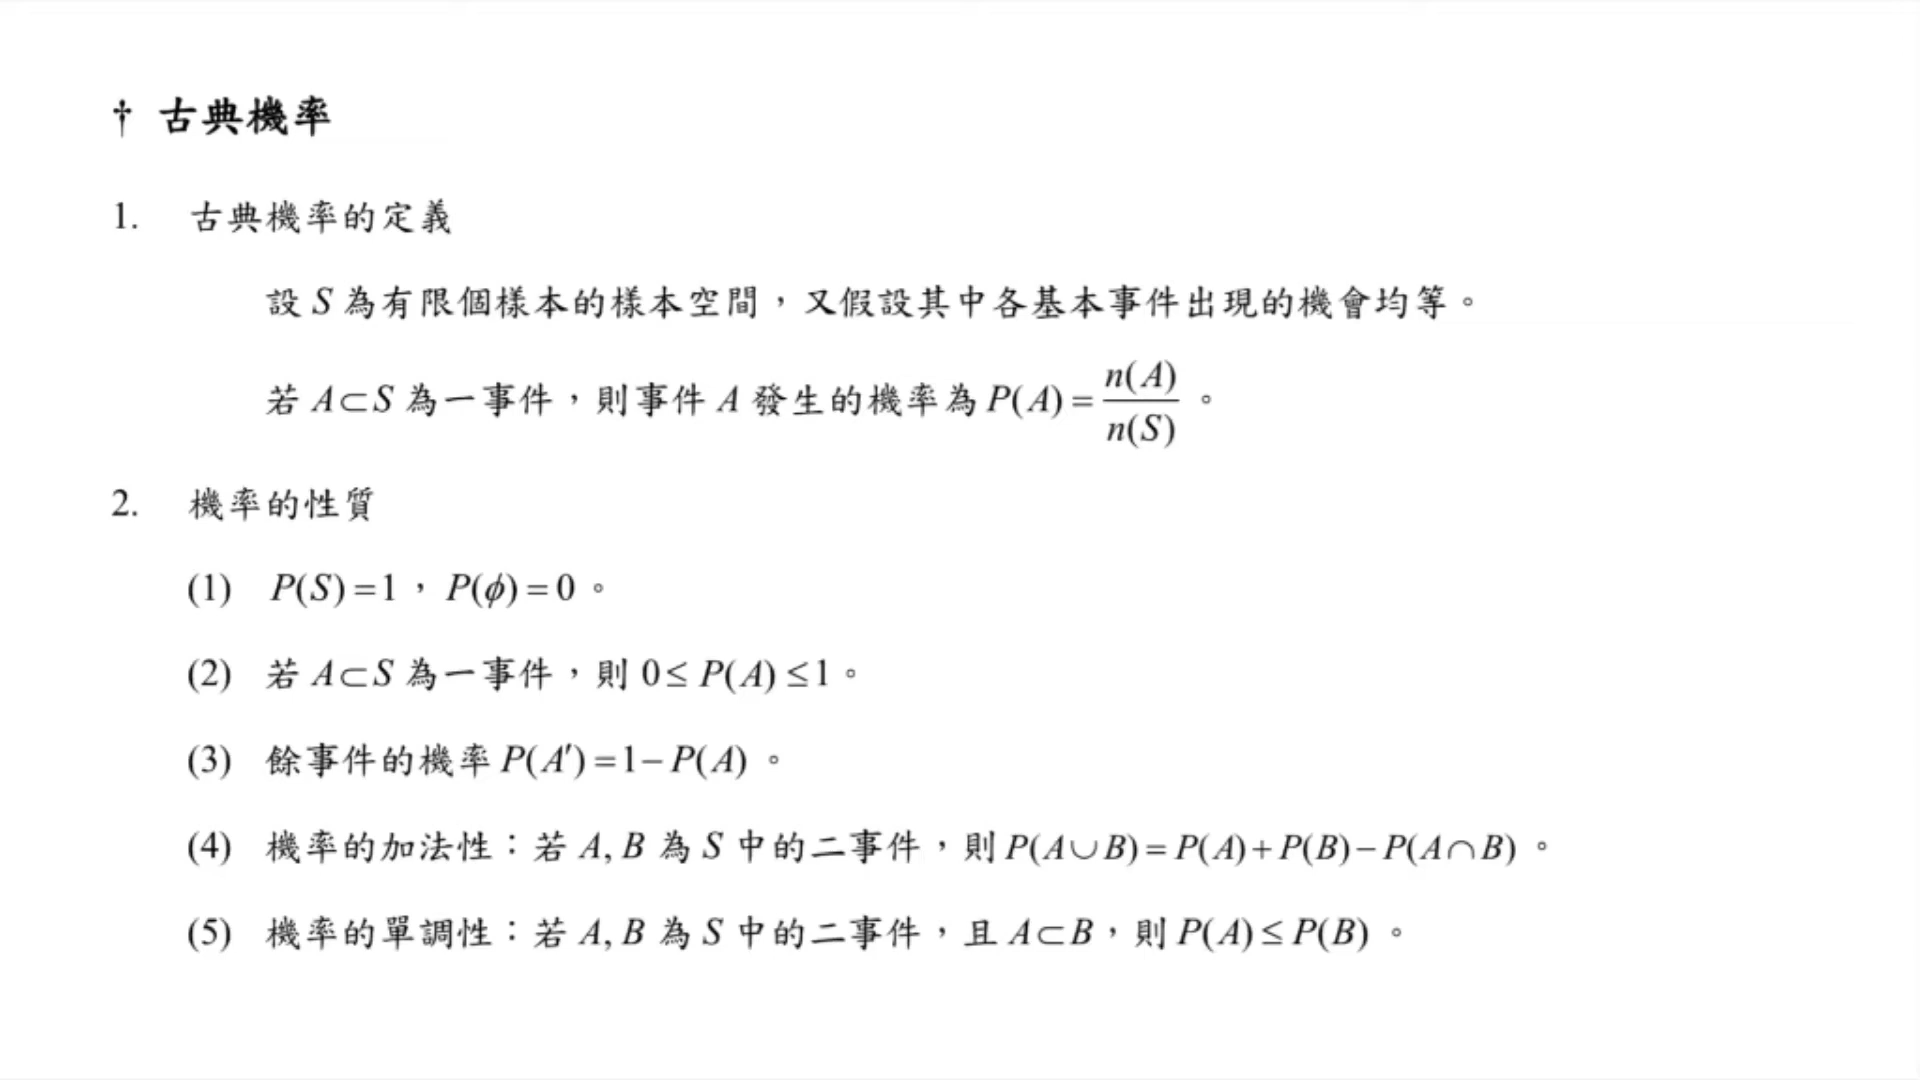 † 古典機率
1. 古典機率的定義
設 S 為有限個樣本的樣本空間，又假設其中各基本事件出現的機會均等。
若 A⊂S 為一事件，則事件 A 發生的機率為 P(A)=n(A)/n(S)。
2. 機率的性質
(1) P(S)=1，P(ϕ)=0。
(2) 若 A⊂S 為一事件，則 0≤P(A)≤1。
(3) 餘事件的機率 P(A′)=1−P(A)。
(4) 機率的加法性：若 A, B 為 S 中的二事件，則 P(A∪B)=P(A)+P(B)−P(A∩B)。
(5) 機率的單調性：若 A, B 為 S 中的二事件，且 A⊂B，則 P(A)≤P(B)。